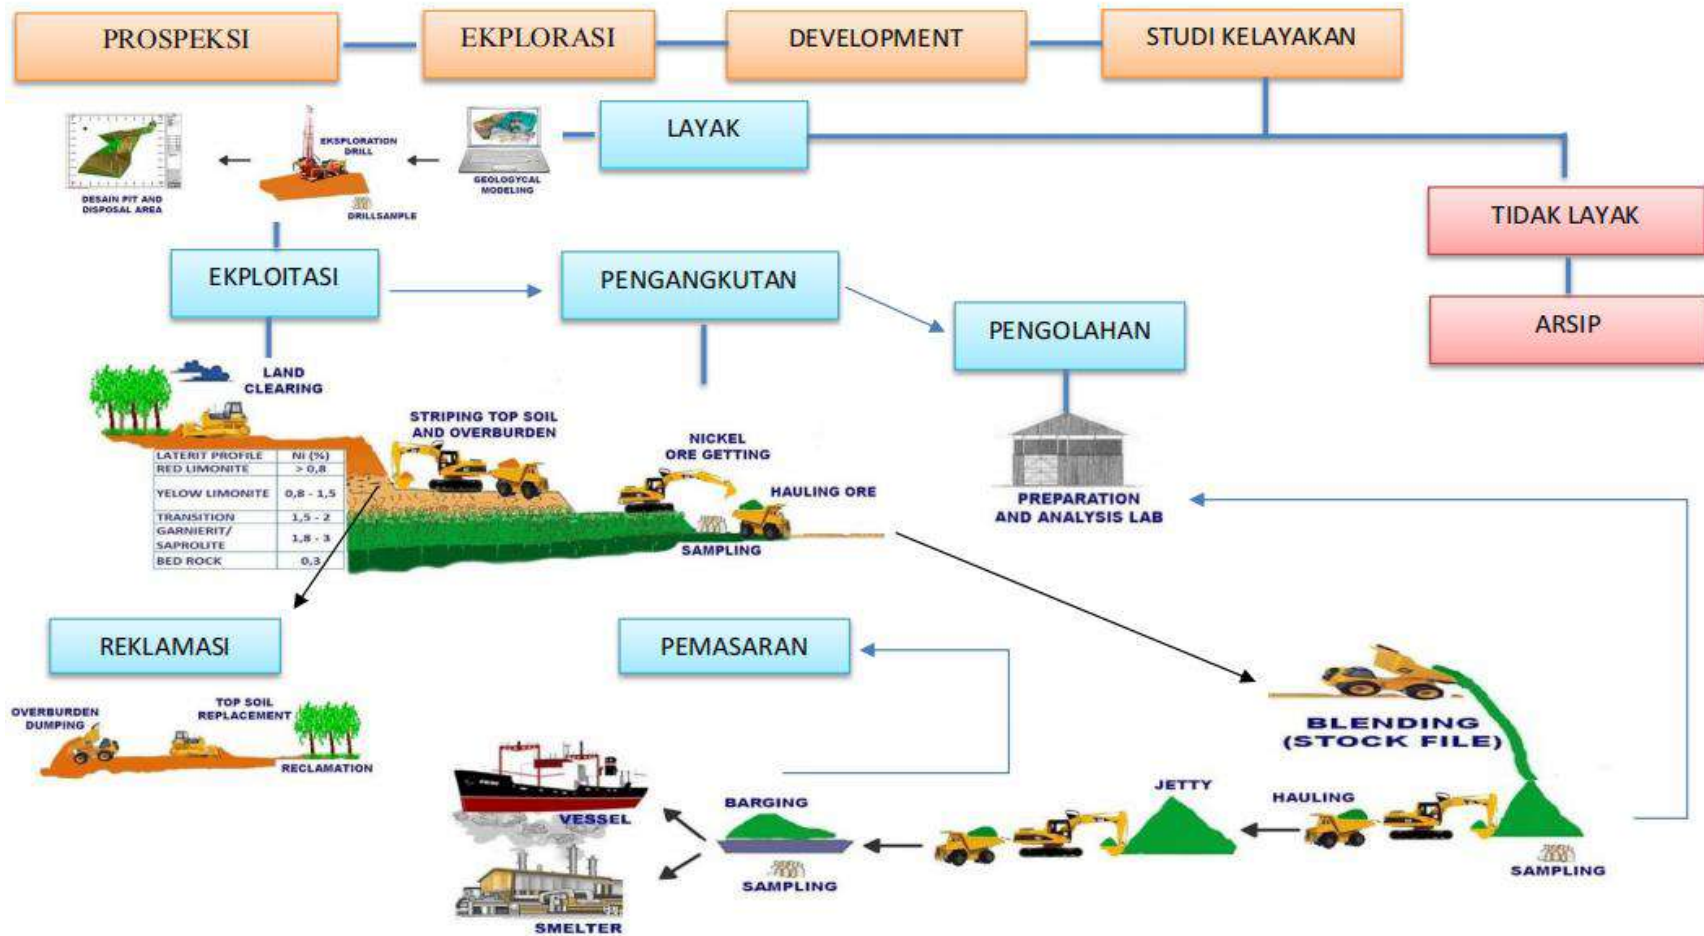 PROSPEKSI
EKPLORASI
DEVELOPMENT
STUDI KELAYAKAN
LAYAK
EKSPLORATION
DRILL
DRILLSAMPLE
GEOLOGYCAL
MODELING
DESAIN PIT AND
DISPOSAL AREA
TIDAK LAYAK
ARSIP
EKPLOITASI
PENGANGKUTAN
PENGOLAHAN
LAND
CLEARING
STRIPING TOP SOIL
AND OVERBURDEN
NICKEL
ORE GETTING
HAULING ORE
SAMPLING
PREPARATION
AND ANALYSIS LAB
LATERIT PROFILE Ni (%)
RED LIMONITE > 0,8
YELOW LIMONITE 0,8 - 1,5
TRANSITION 1,5 - 2
GARNIERIT/
SAPROLITE 1,8 - 3
BED ROCK 0,3
REKLAMASI
OVERBURDEN
DUMPING
TOP SOIL
REPLACEMENT
RECLAMATION
PEMASARAN
BLENDING
(STOCK FILE)
VESSEL
SMELTER
BARGING
SAMPLING
JETTY
HAULING
SAMPLING